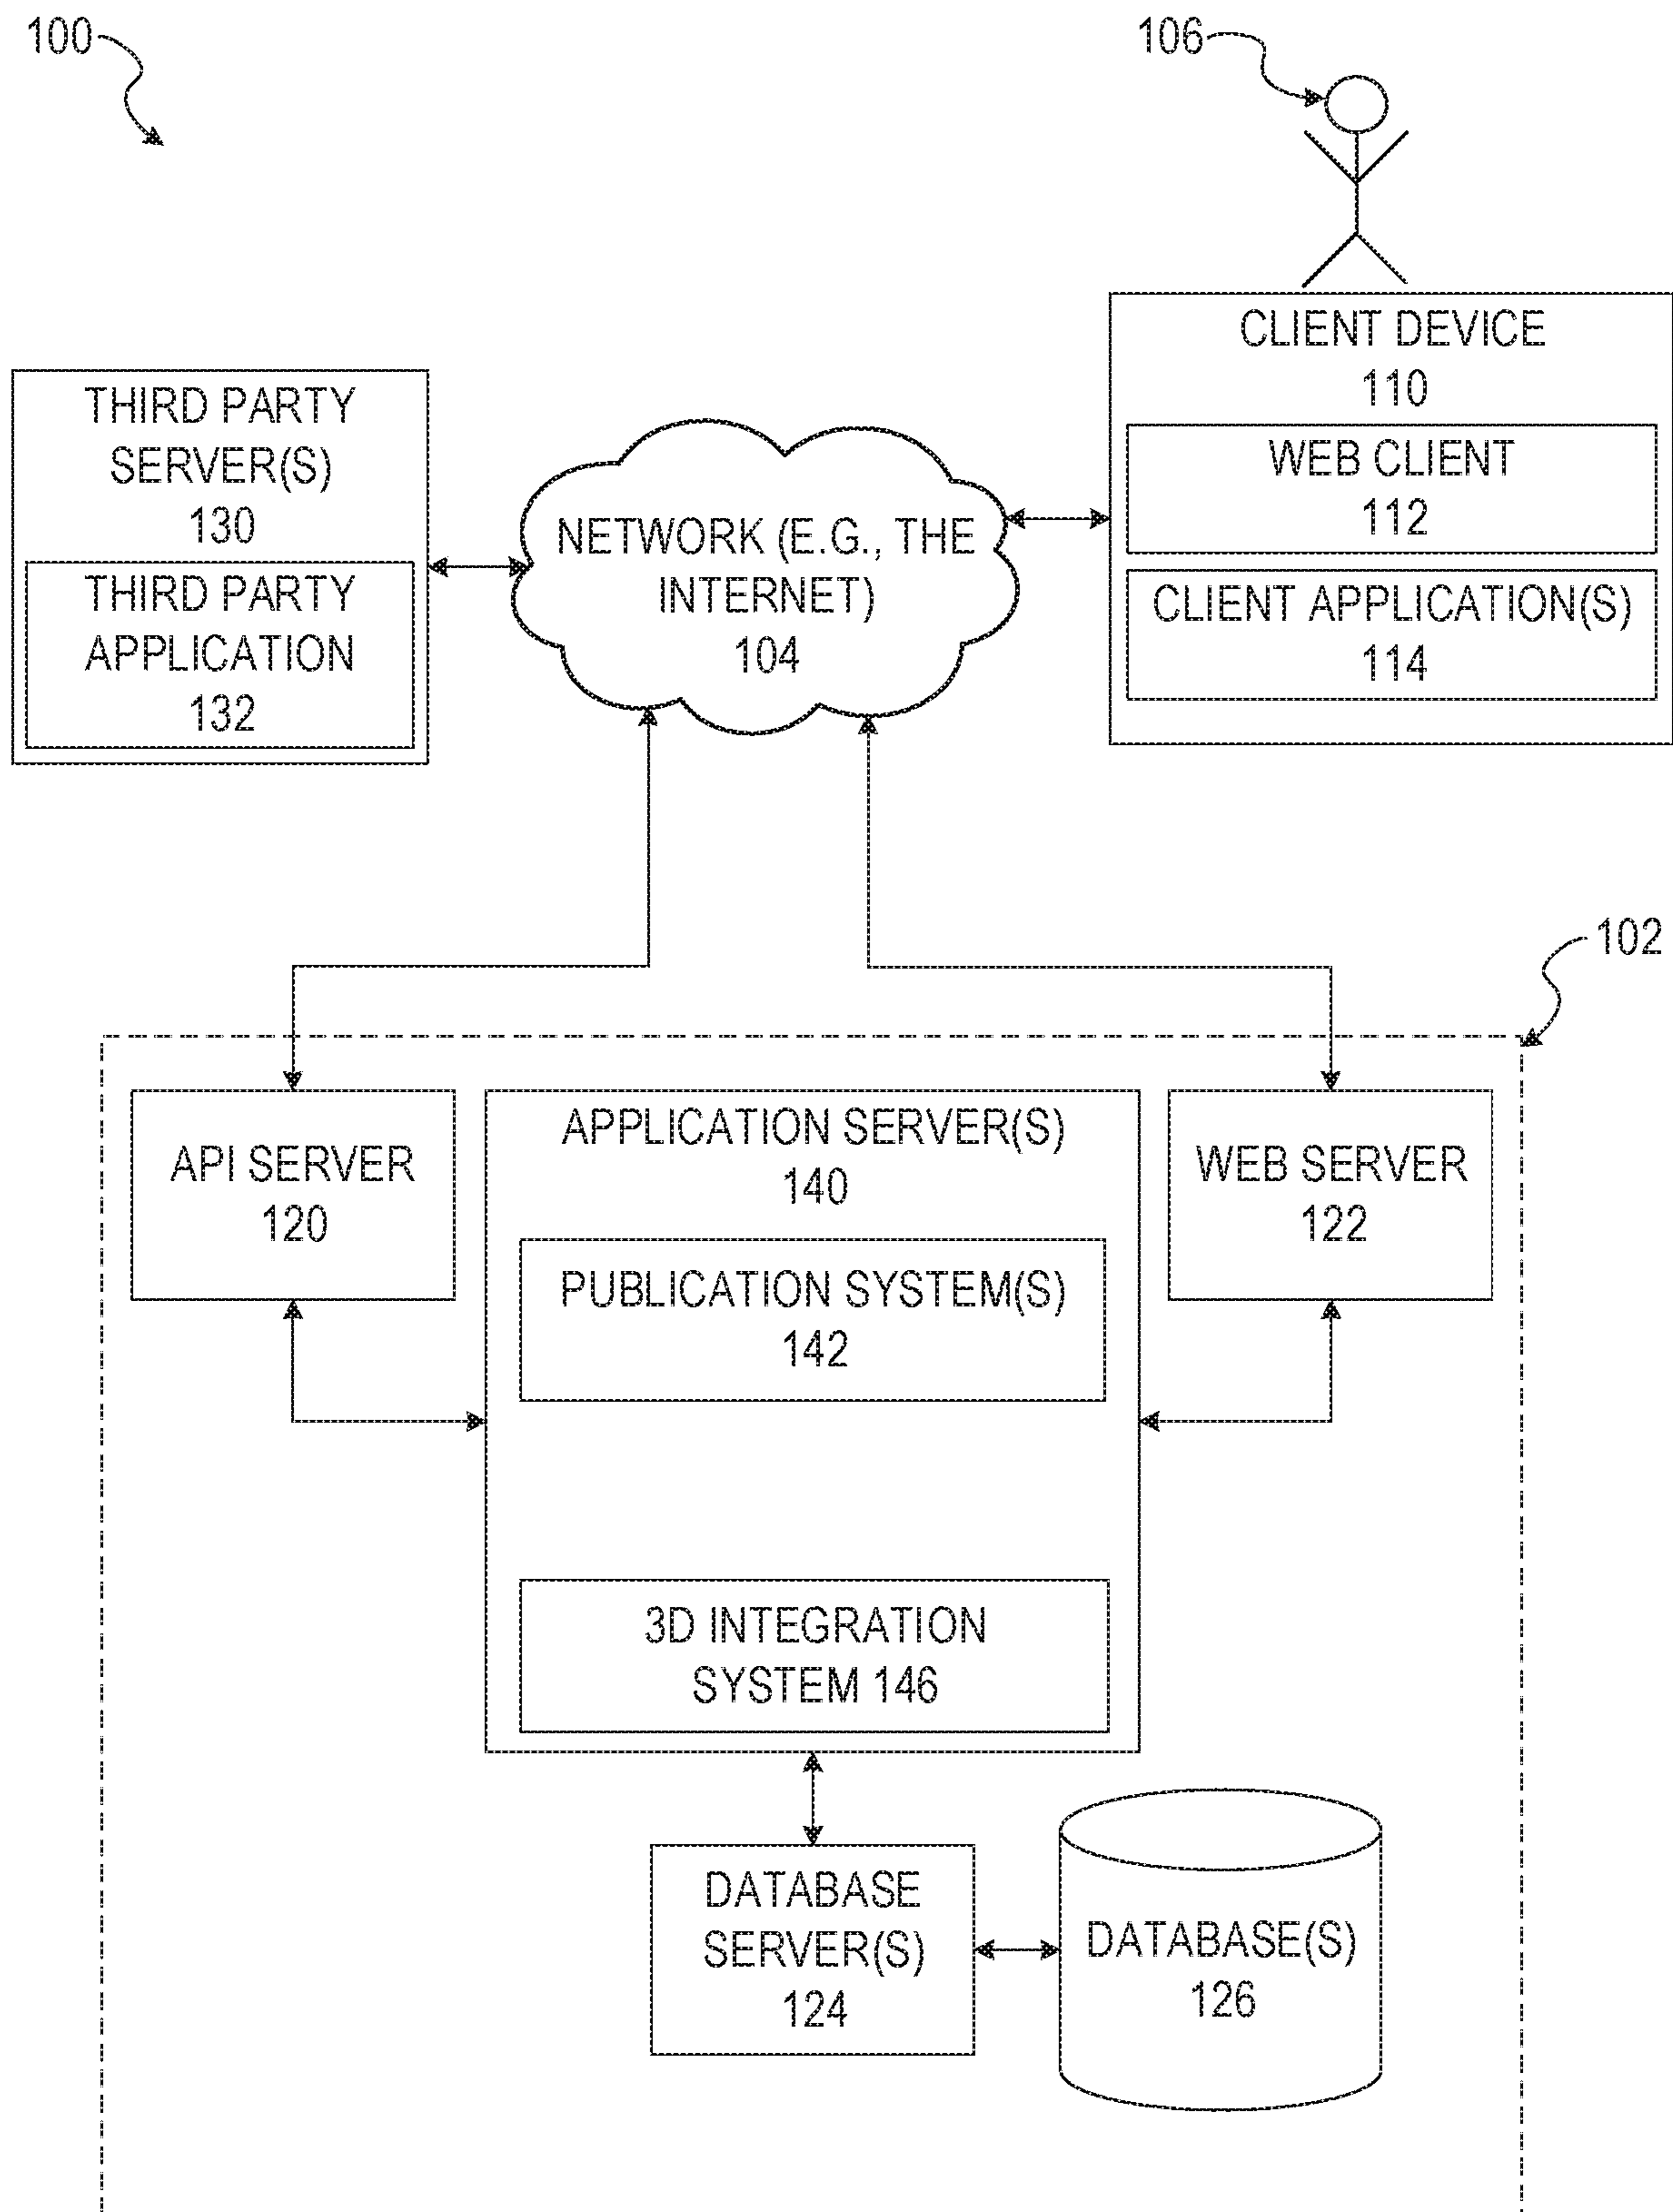 100
106
CLIENT DEVICE
110
WEB CLIENT
112
CLIENT APPLICATION(S)
114
THIRD PARTY
SERVER(S)
130
THIRD PARTY
APPLICATION
132
NETWORK (E.G., THE
INTERNET)
104
102
API SERVER
120
APPLICATION SERVER(S)
140
PUBLICATION SYSTEM(S)
142
3D INTEGRATION
SYSTEM 146
WEB SERVER
122
DATABASE
SERVER(S)
124
DATABASE(S)
126